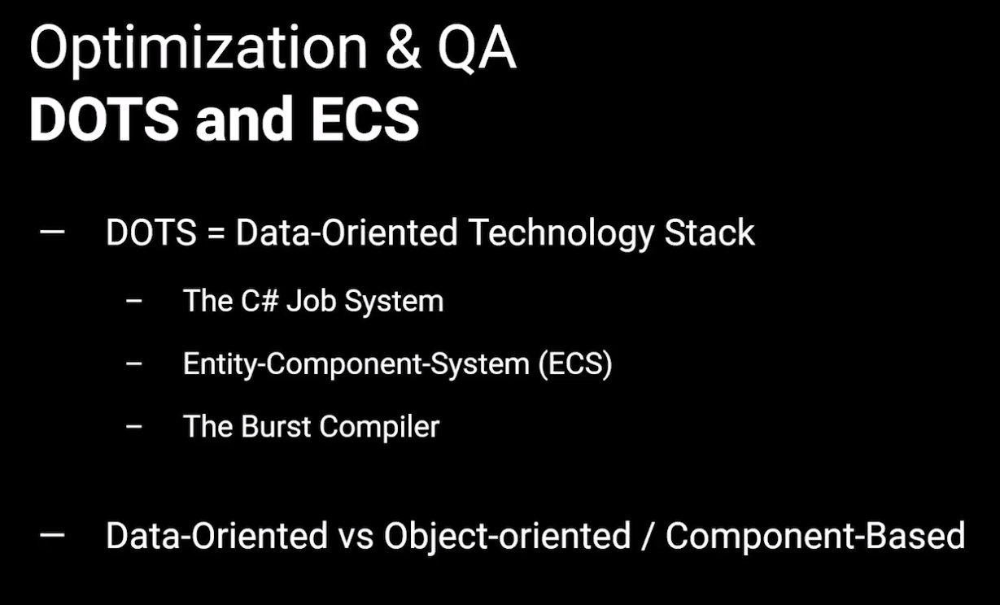 Optimization & QA
DOTS and ECS
— DOTS = Data-Oriented Technology Stack
– The C# Job System
– Entity-Component-System (ECS)
– The Burst Compiler
— Data-Oriented vs Object-oriented / Component-Based